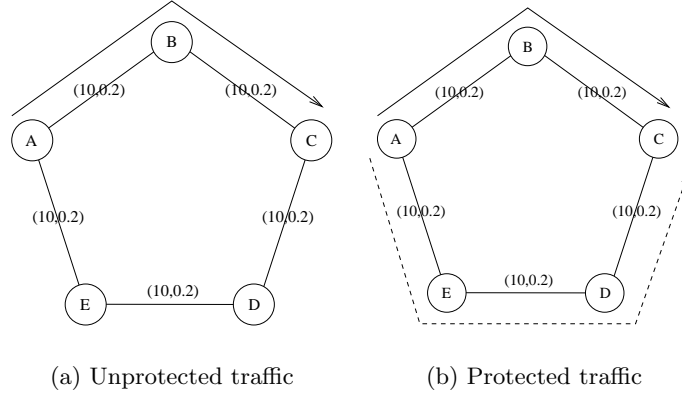 B
B
(10,0.2)
(10,0.2)
(10,0.2)
(10,0.2)
A
C
A
C
(10,0.2)
(10,0.2)
(10,0.2)
(10,0.2)
(10,0.2)
(10,0.2)
E
D
E
D
(a) Unprotected traffic
(b) Protected traffic